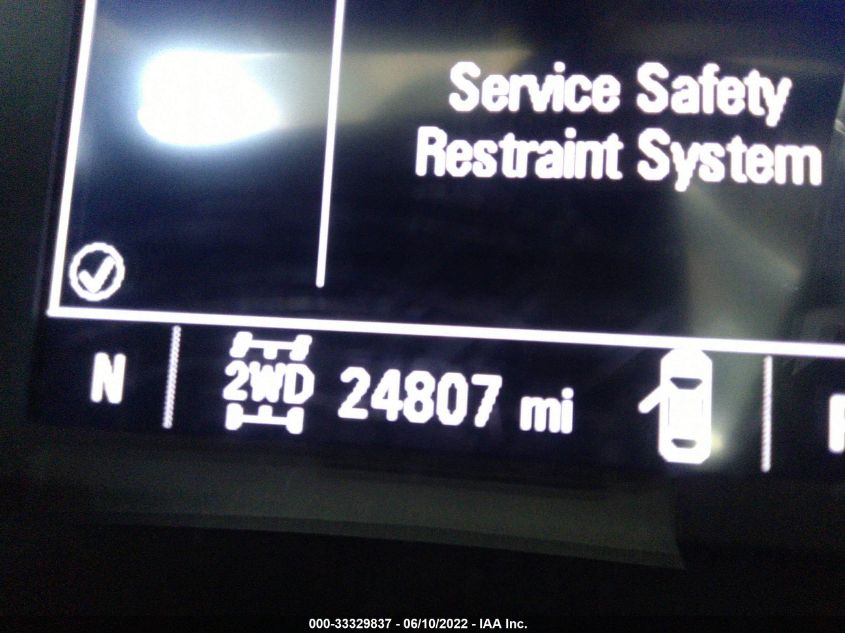 Service Safety
Restraint System
N
2WD
24807 mi
000-33329837 - 06/10/2022 - IAA Inc.